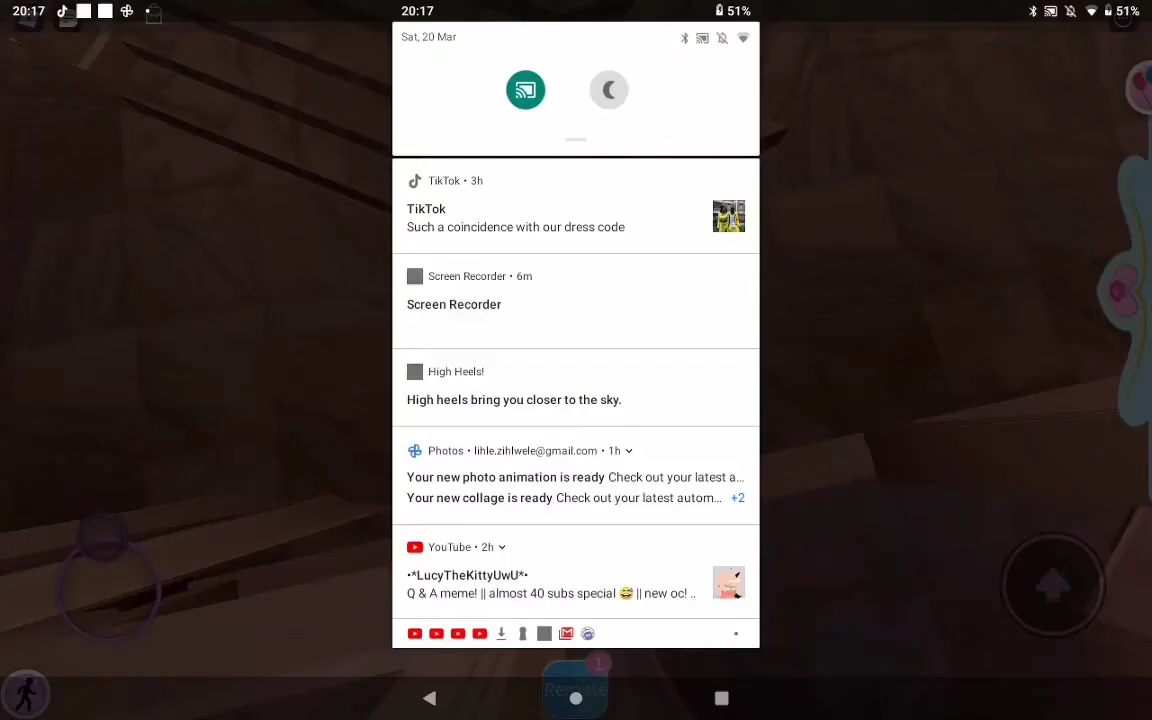 20:17
20:17
51%
51%
Sat, 20 Mar
TikTok • 3h
TikTok
Such a coincidence with our dress code
Screen Recorder • 6m
Screen Recorder
High Heels!
High heels bring you closer to the sky.
Photos • lihle.zihlwele@gmail.com • 1h
Your new photo animation is ready Check out your latest a...
Your new collage is ready Check out your latest autom... +2
YouTube • 2h
•*LucyTheKittyUwU*•
Q & A meme! || almost 40 subs special 😅 || new oc! ..
1
Remote